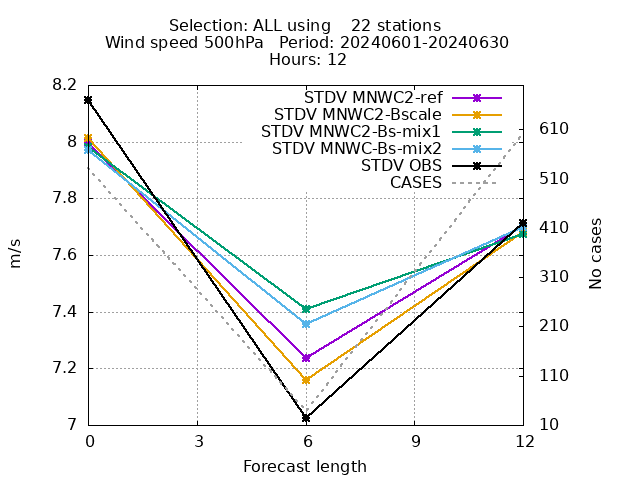 Selection: ALL using    22 stations
Wind speed 500hPa   Period: 20240601-20240630
Hours: 12
STDV MNWC2-ref
STDV MNWC2-Bscale
STDV MNWC2-Bs-mix1
STDV MNWC-Bs-mix2
STDV OBS
CASES
8.2
8
7.8
7.6
7.4
7.2
7
m/s
610
510
410
310
210
110
10
No cases
0 3 6 9 12
Forecast length